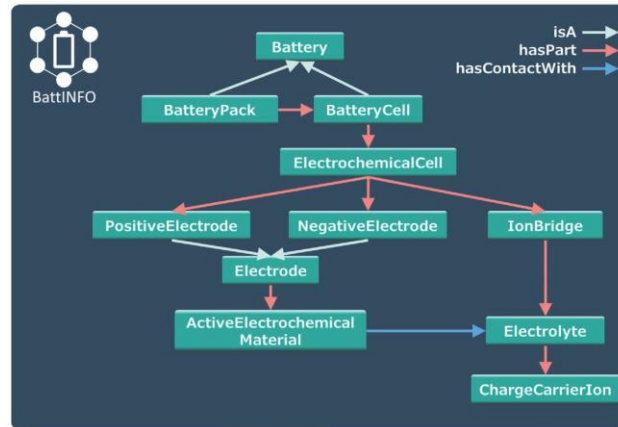 isA
Battery
hasPart
hasContactWith
BattINFO
BatteryPack
BatteryCell
ElectrochemicalCell
PositiveElectrode
NegativeElectrode
IonBridge
Electrode
ActiveElectrochemical
Material
Electrolyte
ChargeCarrierIon